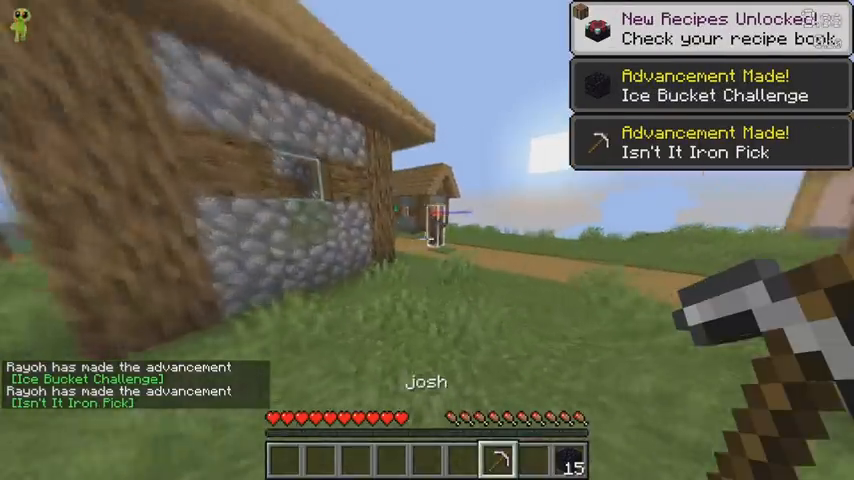 New Recipes Unlocked!
Check your recipe book
Advancement Made!
Ice Bucket Challenge
Advancement Made!
Isn't It Iron Pick
Rayoh has made the advancement
[Ice Bucket Challenge]
Rayoh has made the advancement
[Isn't It Iron Pick]
josh
15